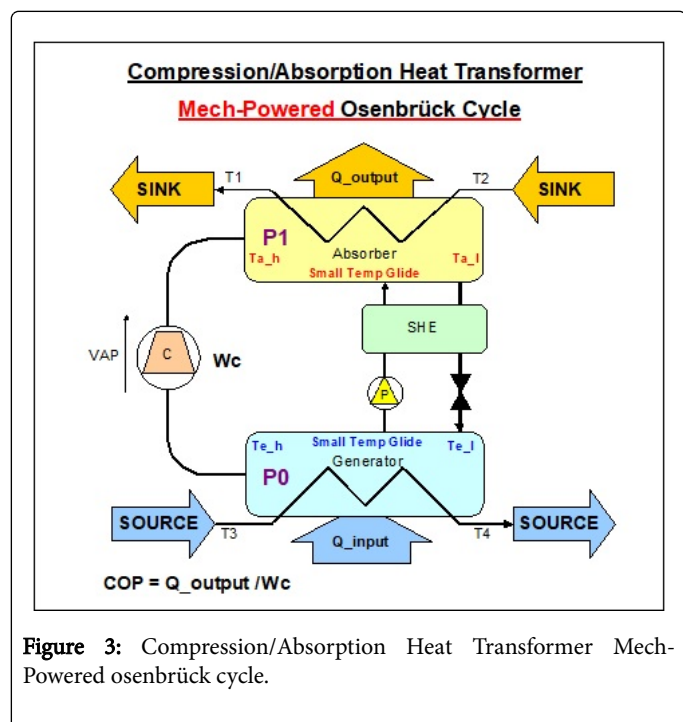 Compression/Absorption Heat Transformer
Mech-Powered Osenbrück Cycle
SINK
T1
Q_output
T2
SINK
P1
Absorber
Ta_h
Ta_l
Small Temp Glide
SHE
VAP
C
Wc
P
Te_h
Small Temp Glide
Te_l
Generator
P0
SOURCE
T3
Q_input
T4
SOURCE
COP = Q_output /Wc
Figure 3: Compression/Absorption Heat Transformer Mech-
Powered osenbrück cycle.